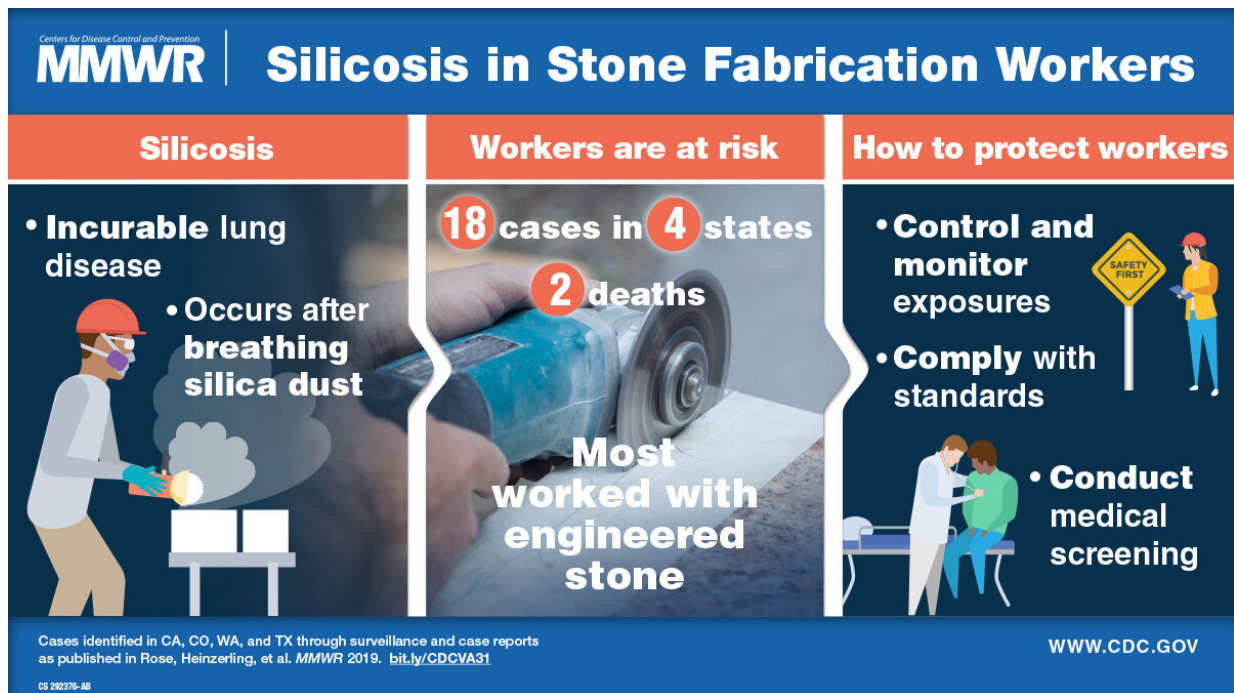 Centers for Disease Control and Prevention
MMWR
Silicosis in Stone Fabrication Workers
Silicosis
• Incurable lung
disease
• Occurs after
breathing
silica dust
Workers are at risk
18 cases in 4 states
2 deaths
Most
worked with
engineered
stone
How to protect workers
• Control and
monitor
exposures
SAFETY
FIRST
• Comply with
standards
• Conduct
medical
screening
Cases identified in CA, CO, WA, and TX through surveillance and case reports
as published in Rose, Heinzerling, et al. MMWR 2019. bit.ly/CDCVA31
WWW.CDC.GOV
CS 292376-AB